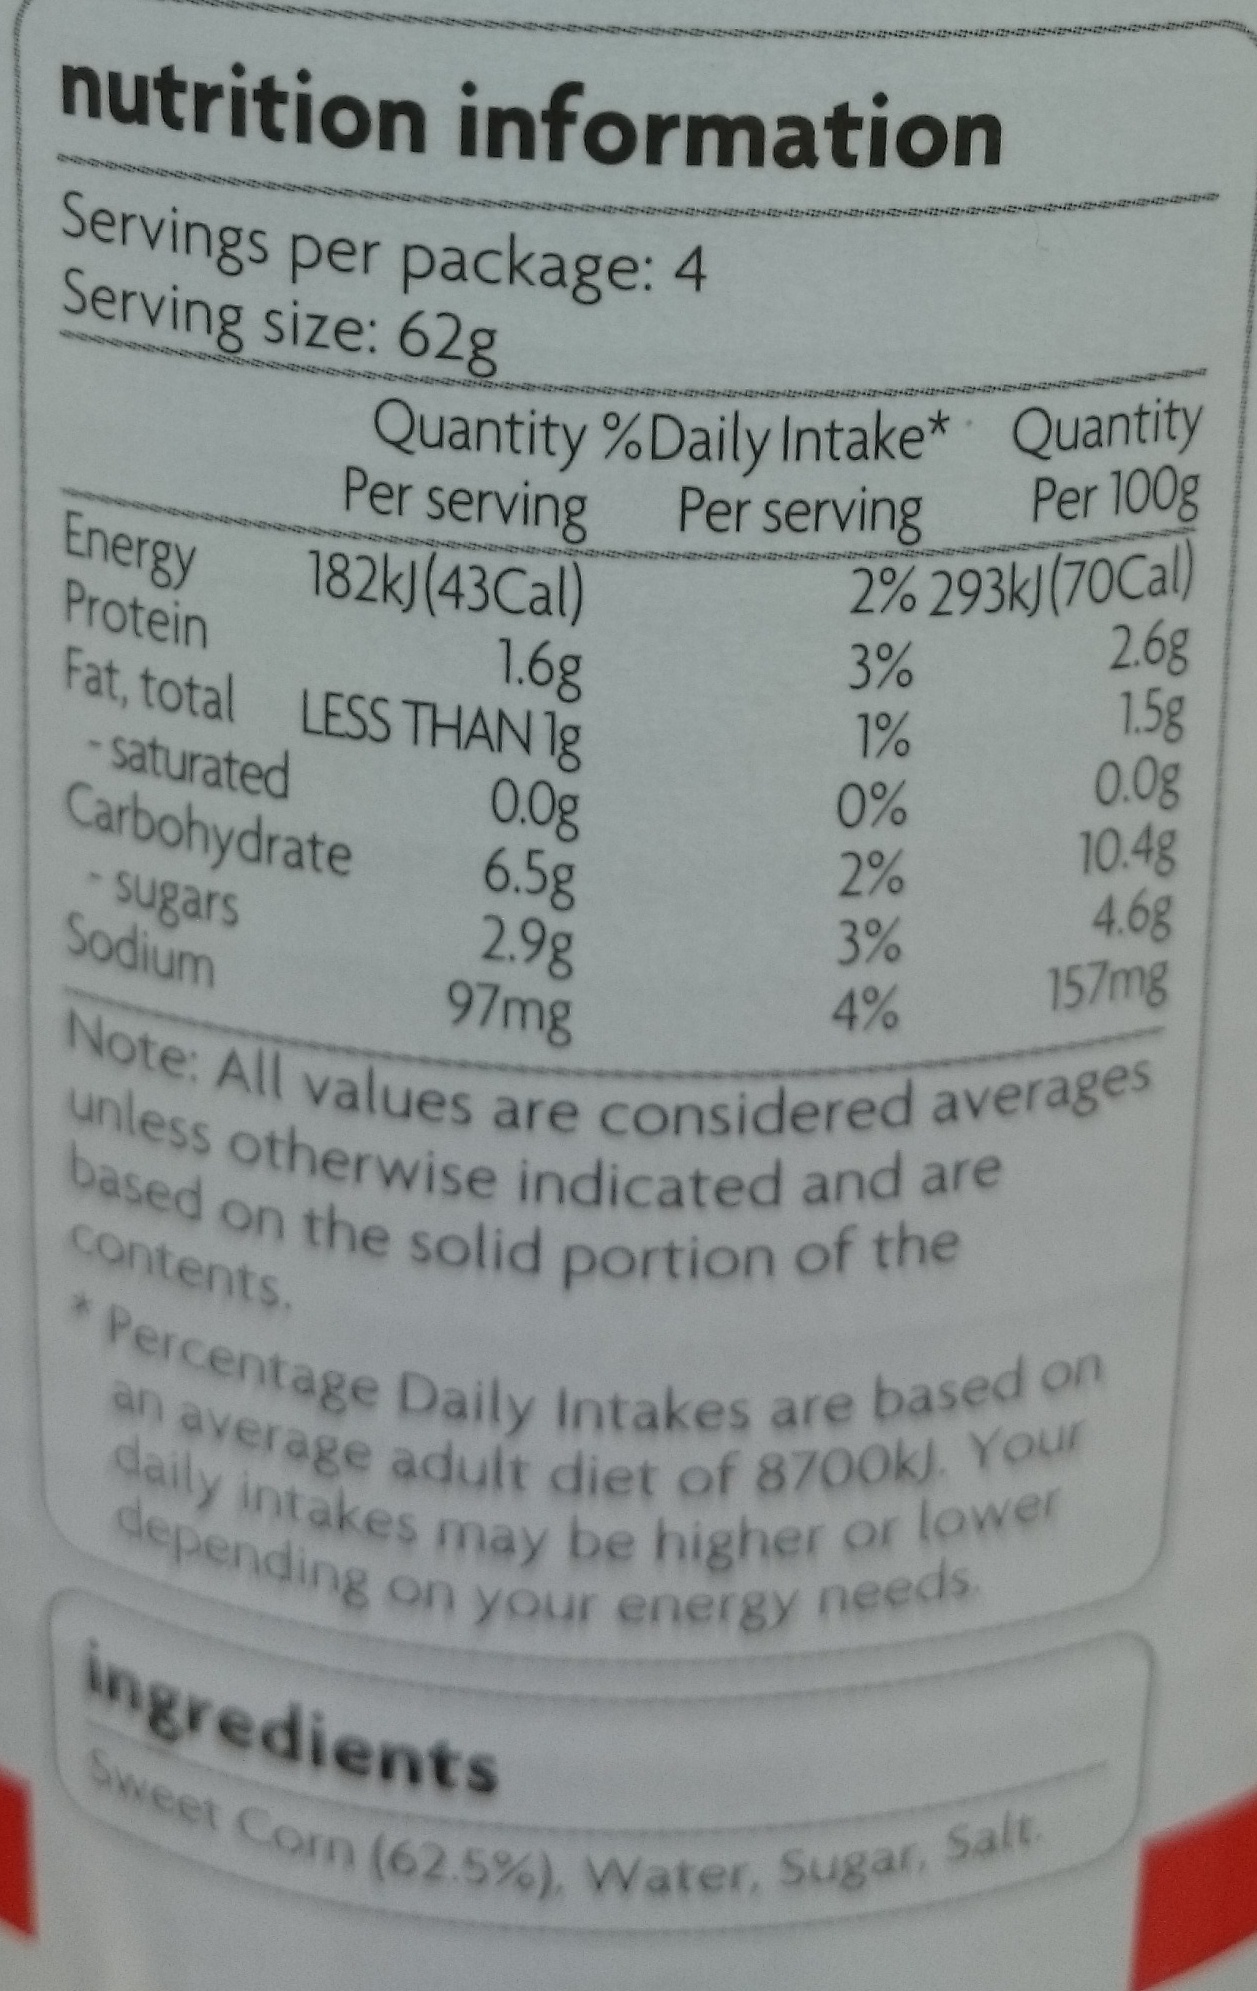 nutrition information
Servings per package: 4
Serving size: 62g
Quantity %Daily Intake* Quantity
Per serving Per serving Per 100g
Energy 182kJ(43Cal) 2% 293kJ(70Cal)
Protein 1.6g 3% 2.6g
Fat, total LESS THAN 1g 1% 1.5g
- saturated 0.0g 0% 0.0g
Carbohydrate 6.5g 2% 10.4g
- sugars 2.9g 3% 4.6g
Sodium 97mg 4% 157mg
Note: All values are considered averages
unless otherwise indicated and are
based on the solid portion of the
contents.
* Percentage Daily Intakes are based on
an average adult diet of 8700kJ. Your
daily intakes may be higher or lower
depending on your energy needs.
ingredients
Sweet Corn (62.5%), Water, Sugar, Salt.